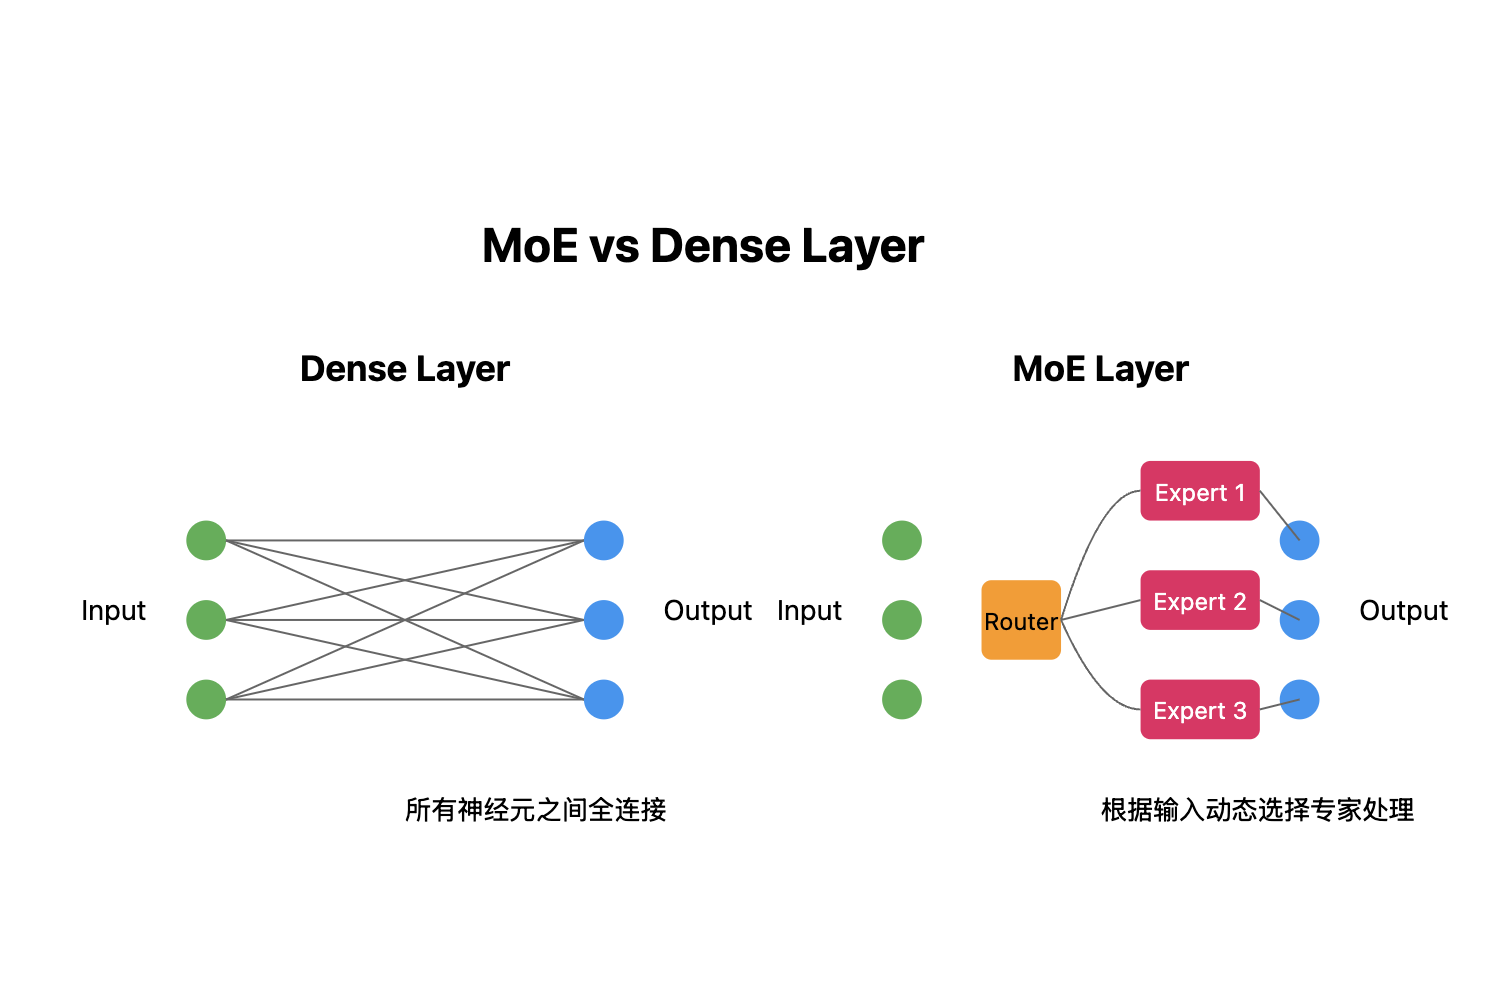 MoE vs Dense Layer
Dense Layer
Input
Output
所有神经元之间全连接
MoE Layer
Input
Router
Expert 1
Expert 2
Expert 3
Output
根据输入动态选择专家处理